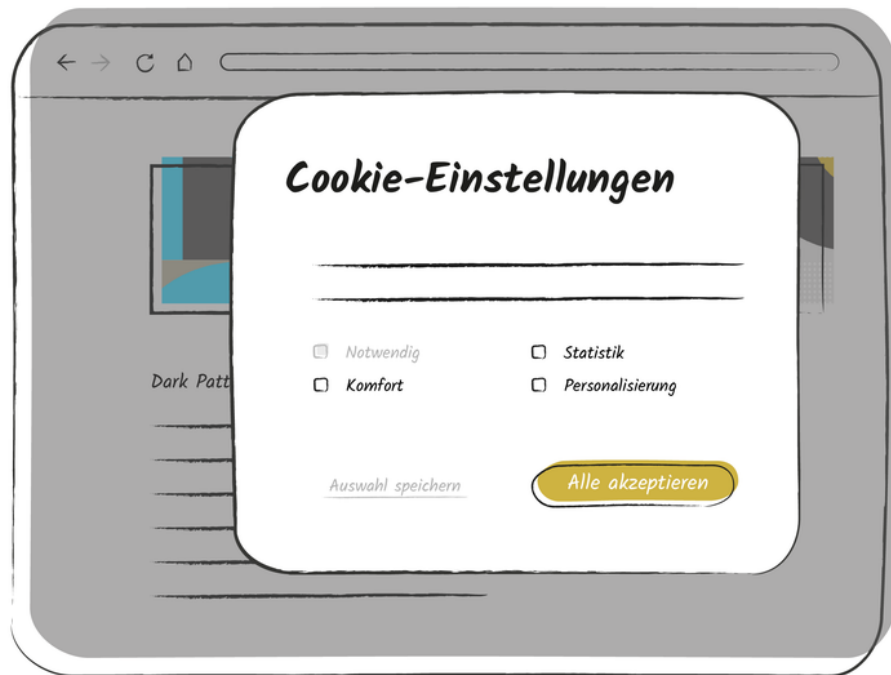 Cookie-Einstellungen
Notwendig
Statistik
Komfort
Personalisierung
Dark Patt
Auswahl speichern
Alle akzeptieren